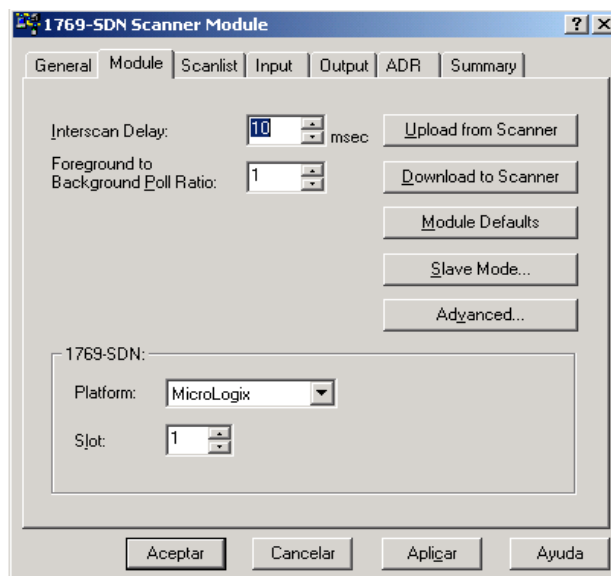 1769-SDN Scanner Module
General Module Scanlist Input Output ADR Summary
Interscan Delay: 10 msec Upload from Scanner
Foreground to
Background Poll Ratio: 1 Download to Scanner
Module Defaults
Slave Mode...
Advanced...
1769-SDN:
Platform: MicroLogix
Slot: 1
Aceptar Cancelar Aplicar Ayuda